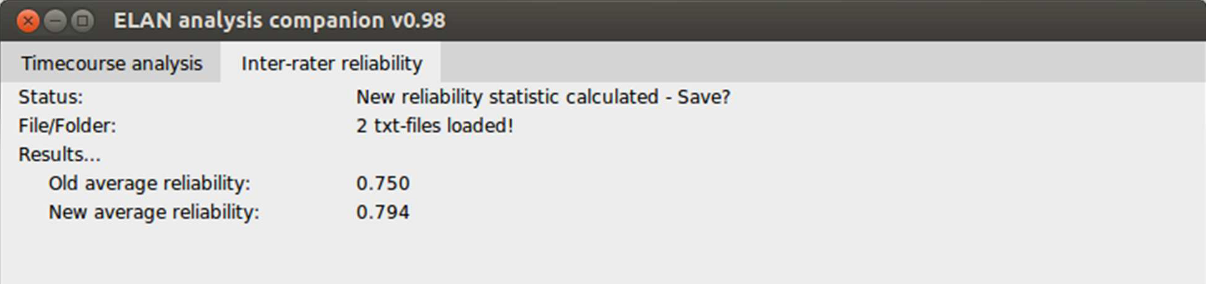 ELAN analysis companion v0.98
Timecourse analysis Inter-rater reliability
Status: New reliability statistic calculated - Save?
File/Folder: 2 txt-files loaded!
Results...
Old average reliability: 0.750
New average reliability: 0.794